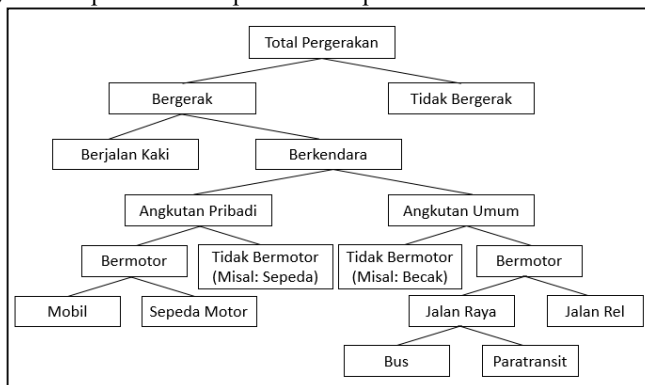 Total Pergerakan
Bergerak
Tidak Bergerak
Berjalan Kaki
Berkendara
Angkutan Pribadi
Angkutan Umum
Bermotor
Tidak Bermotor
(Misal: Sepeda)
Tidak Bermotor
(Misal: Becak)
Bermotor
Mobil
Sepeda Motor
Jalan Raya
Jalan Rel
Bus
Paratransit